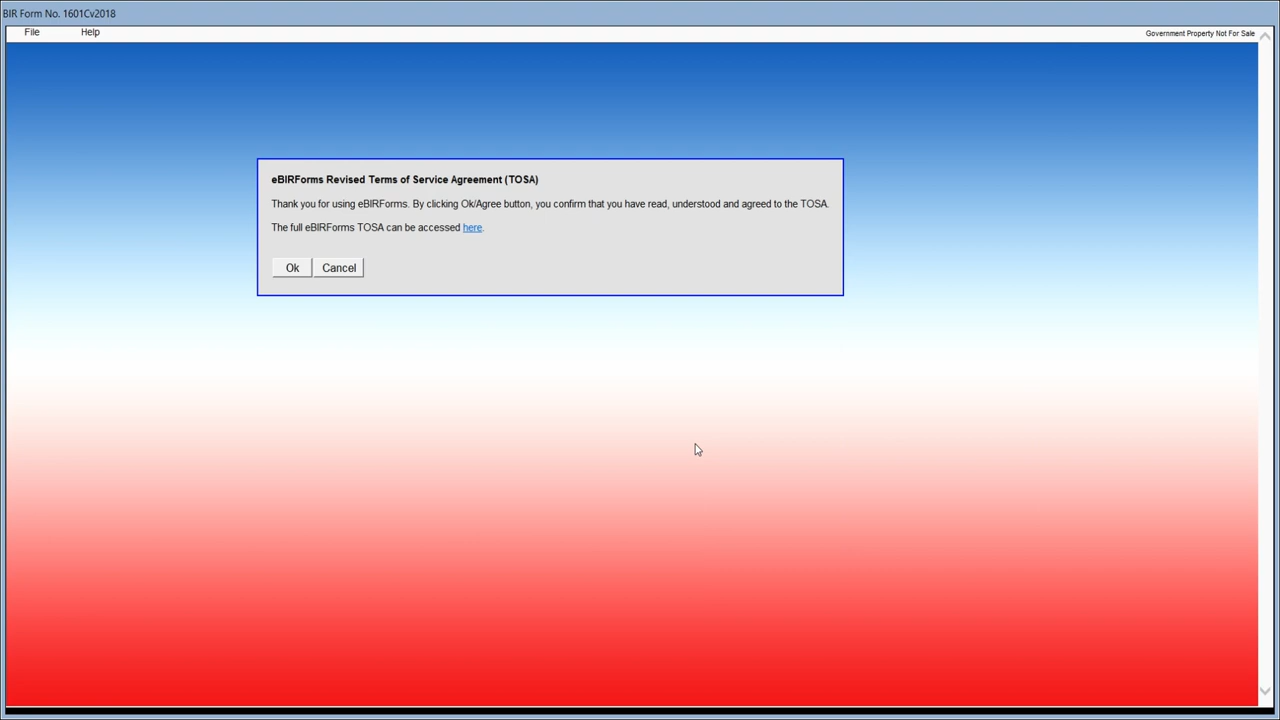 BIR Form No. 1601Cv2018
File Help Government Property Not For Sale
eBIRForms Revised Terms of Service Agreement (TOSA)
Thank you for using eBIRForms. By clicking Ok/Agree button, you confirm that you have read, understood and agreed to the TOSA.
The full eBIRForms TOSA can be accessed here.
Ok Cancel